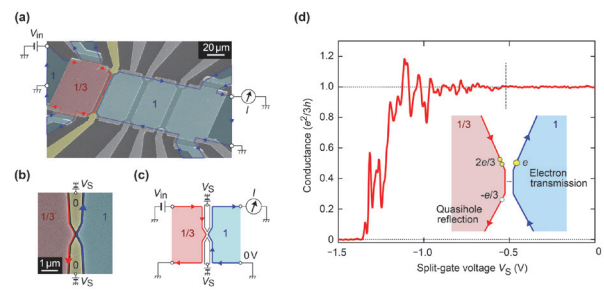 (a)
V_in
20 μm
1
1/3
1
I
(b)
V_S
0
1/3
1
0
1 μm
V_S
(c)
V_in
V_S
I
1/3
1
0 V
V_S
(d)
Conductance (e²/3h)
1.2
1.0
0.8
0.6
0.4
0.2
0
1/3
1
2e/3
e
-e/3
Electron
transmission
Quasihole
reflection
−1.5
−1.0
−0.5
0
Split-gate voltage V_S (V)